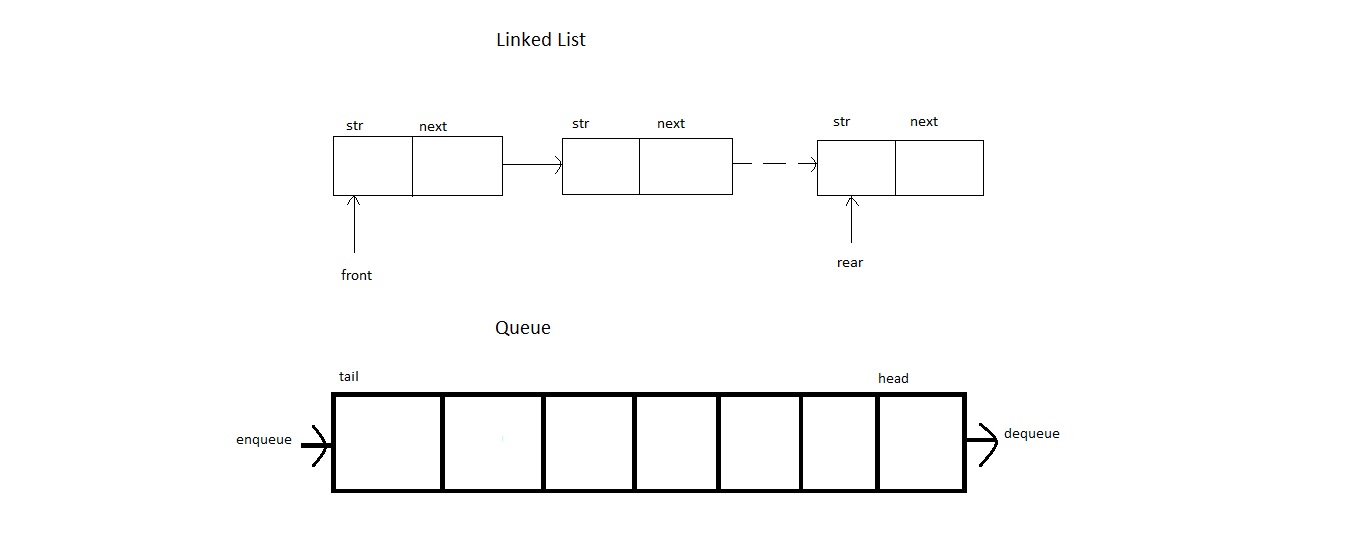 Linked List
str next str next str next
front rear
Queue
tail head
enqueue dequeue